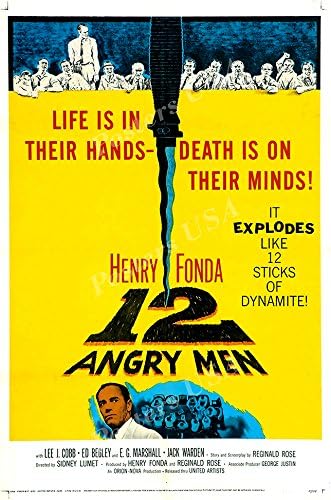 LIFE IS IN
THEIR HANDS- DEATH IS ON
THEIR MINDS!
IT
EXPLODES
LIKE
12
STICKS
OF
DYNAMITE!
HENRY FONDA
12
ANGRY MEN
with LEE J. COBB • ED BEGLEY and E. G. MARSHALL • JACK WARDEN Story and Screenplay by REGINALD ROSE
Directed by SIDNEY LUMET • Produced by HENRY FONDA and REGINALD ROSE • Associate Producer GEORGE JUSTIN
An ORION-NOVA Production • Released thru UNITED ARTISTS
Posters USA